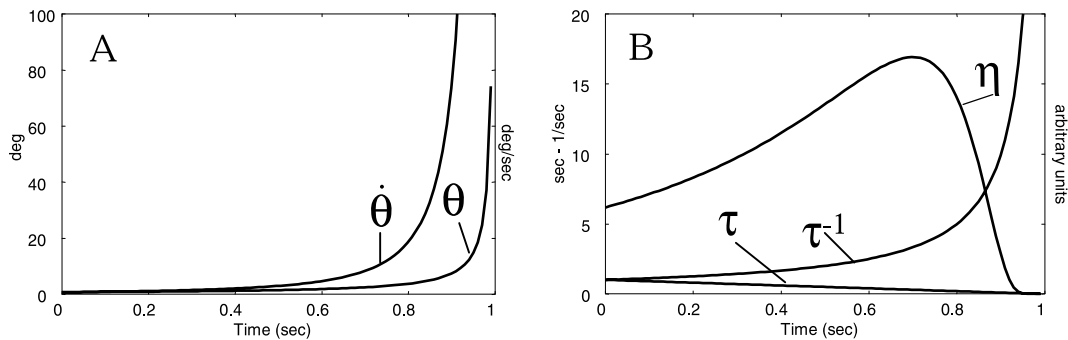 A
100
80
60
40
20
0
deg
deg/sec
θ̇
θ
0
0.2
0.4
0.6
0.8
1
Time (sec)
B
20
15
10
5
0
sec - 1/sec
arbitrary units
η
τ
τ-1
0
0.2
0.4
0.6
0.8
1
Time (sec)